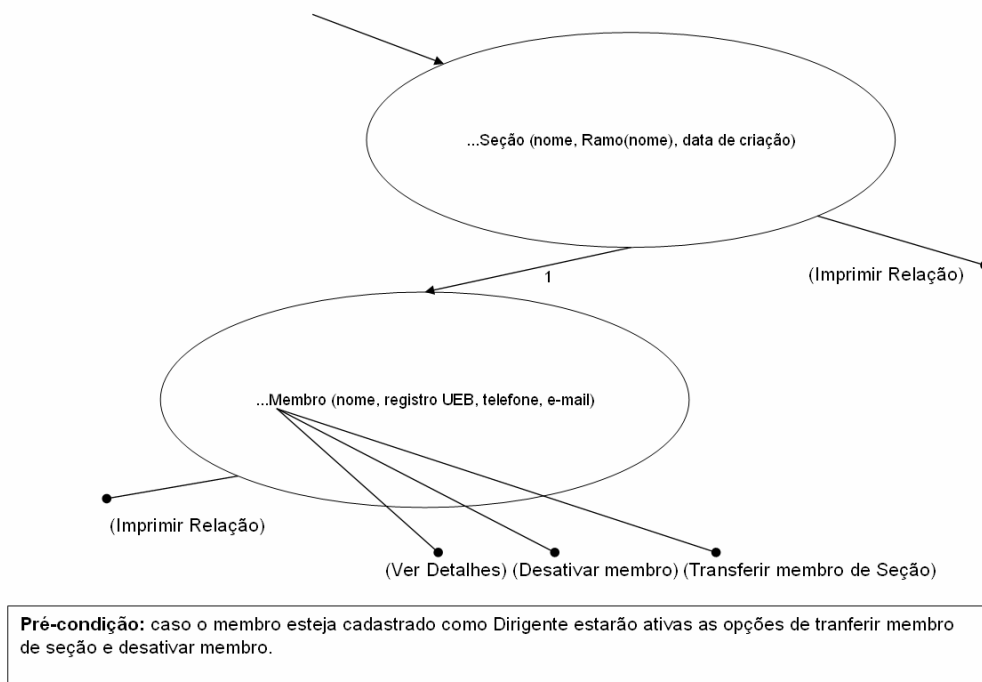 ...Seção (nome, Ramo(nome), data de criação)
(Imprimir Relação)
1
...Membro (nome, registro UEB, telefone, e-mail)
(Imprimir Relação)
(Ver Detalhes) (Desativar membro) (Transferir membro de Seção)
Pré-condição: caso o membro esteja cadastrado como Dirigente estarão ativas as opções de tranferir membro
de seção e desativar membro.